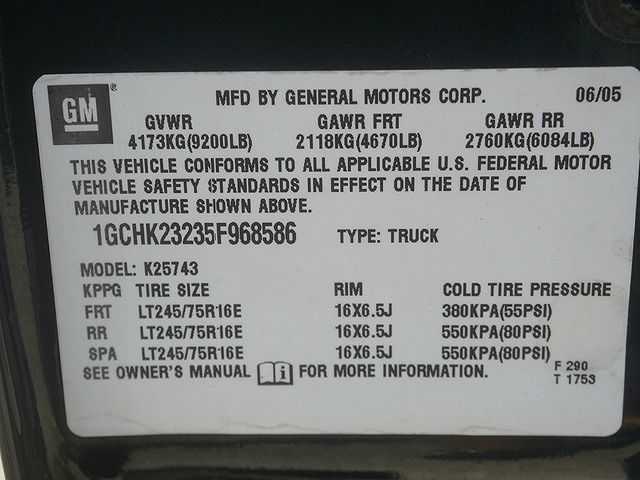 GM ®
MFD BY GENERAL MOTORS CORP. 06/05
GVWR GAWR FRT GAWR RR
4173KG(9200LB) 2118KG(4670LB) 2760KG(6084LB)
THIS VEHICLE CONFORMS TO ALL APPLICABLE U.S. FEDERAL MOTOR
VEHICLE SAFETY STANDARDS IN EFFECT ON THE DATE OF
MANUFACTURE SHOWN ABOVE.
1GCHK23235F968586 TYPE: TRUCK
MODEL: K25743
KPPG TIRE SIZE RIM COLD TIRE PRESSURE
FRT LT245/75R16E 16X6.5J 380KPA(55PSI)
RR LT245/75R16E 16X6.5J 550KPA(80PSI)
SPA LT245/75R16E 16X6.5J 550KPA(80PSI)
SEE OWNER'S MANUAL i FOR MORE INFORMATION. F 290
T 1753